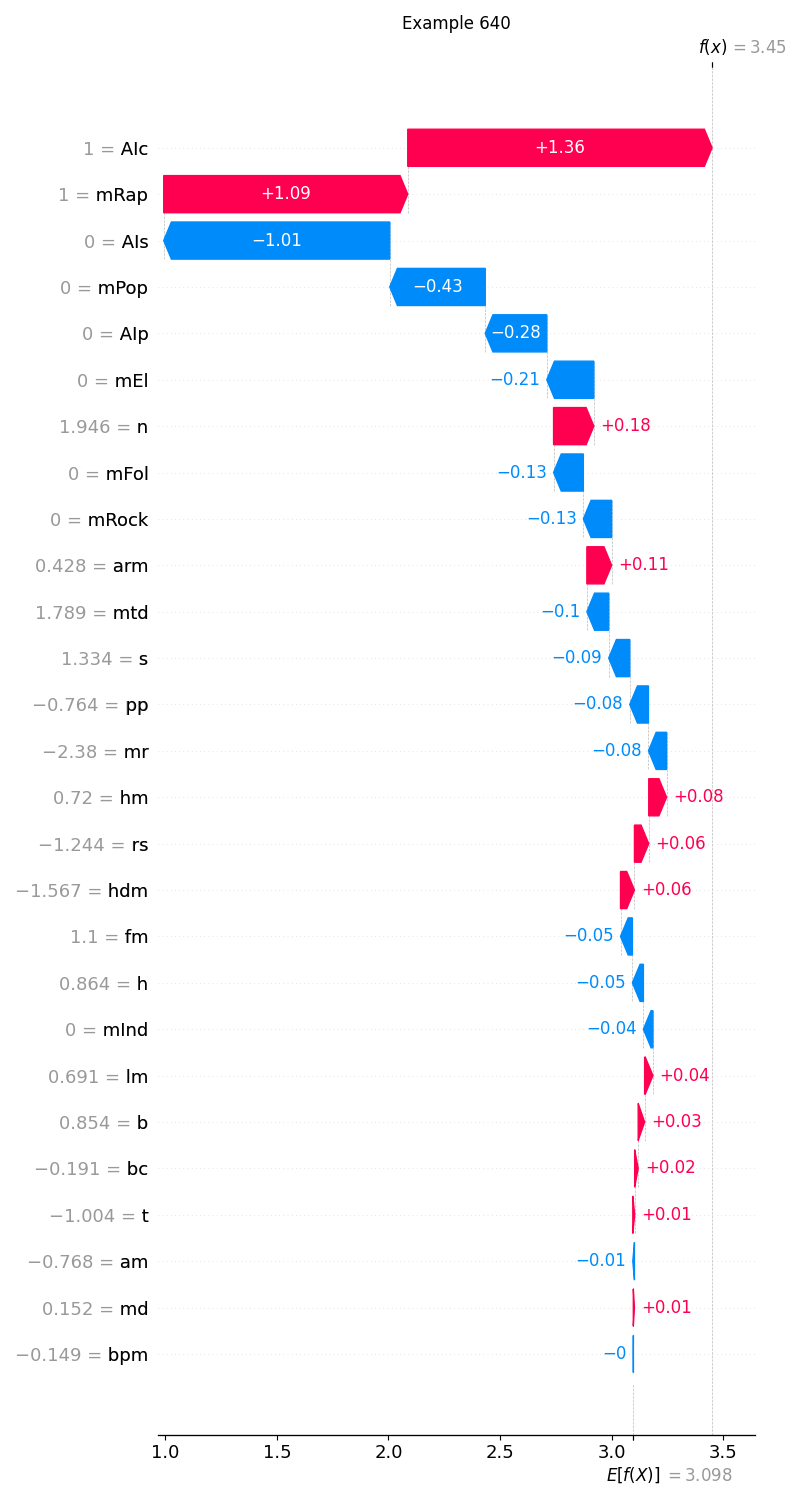 Example 640
f(x) = 3.45
1 = AIc
+1.36
1 = mRap
+1.09
0 = AIs
−1.01
0 = mPop
−0.43
0 = AIp
−0.28
0 = mEl
−0.21
1.946 = n
+0.18
0 = mFol
−0.13
0 = mRock
−0.13
0.428 = arm
+0.11
1.789 = mtd
−0.1
1.334 = s
−0.09
−0.764 = pp
−0.08
−2.38 = mr
−0.08
0.72 = hm
+0.08
−1.244 = rs
+0.06
−1.567 = hdm
+0.06
1.1 = fm
−0.05
0.864 = h
−0.05
0 = mInd
−0.04
0.691 = lm
+0.04
0.854 = b
+0.03
−0.191 = bc
+0.02
−1.004 = t
+0.01
−0.768 = am
−0.01
0.152 = md
+0.01
−0.149 = bpm
−0
1.0 1.5 2.0 2.5 3.0 3.5
E[f(X)] = 3.098